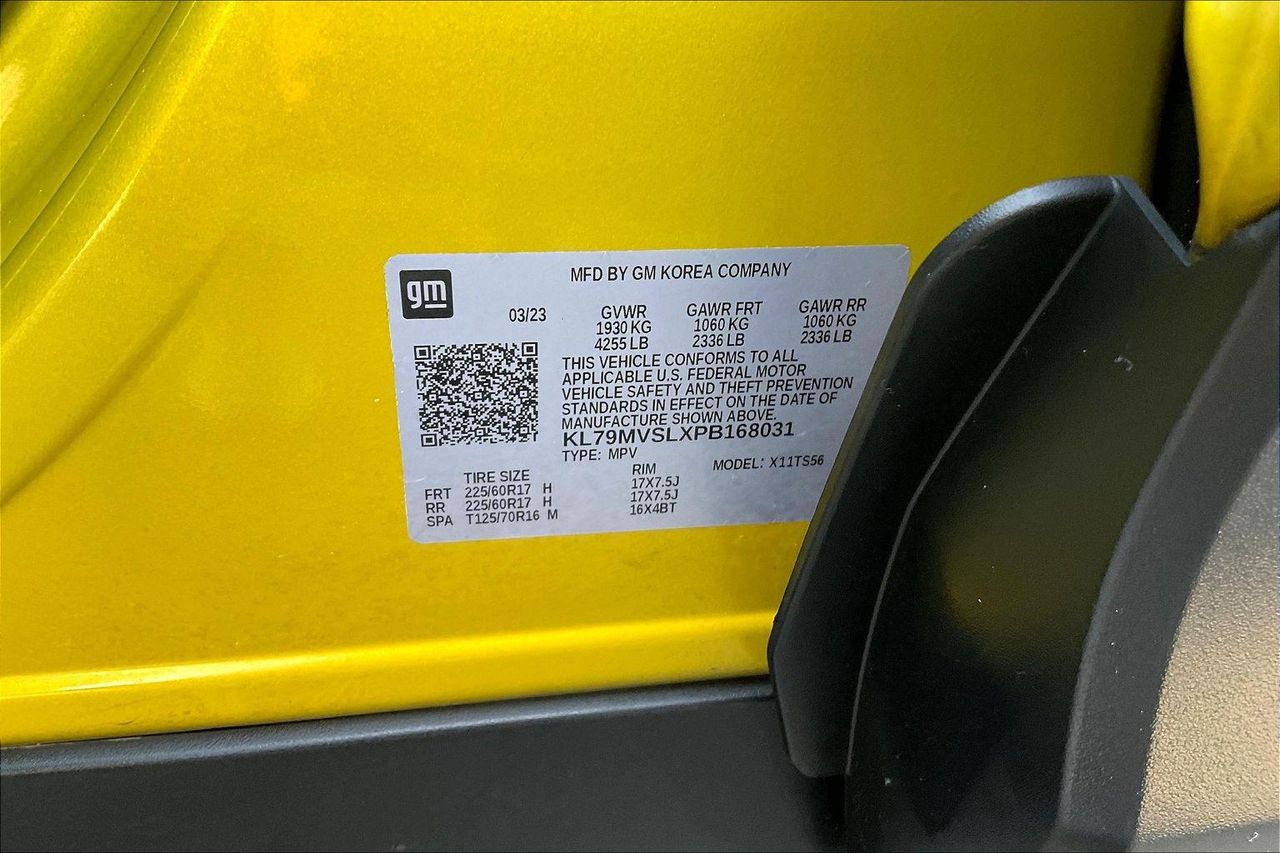 gm
MFD BY GM KOREA COMPANY
03/23 GVWR GAWR FRT GAWR RR
1930 KG 1060 KG 1060 KG
4255 LB 2336 LB 2336 LB
THIS VEHICLE CONFORMS TO ALL
APPLICABLE U.S. FEDERAL MOTOR
VEHICLE SAFETY AND THEFT PREVENTION
STANDARDS IN EFFECT ON THE DATE OF
MANUFACTURE SHOWN ABOVE.
KL79MVSLXPB168031
TYPE: MPV MODEL: X11TS56
TIRE SIZE RIM
FRT 225/60R17 H 17X7.5J
RR 225/60R17 H 17X7.5J
SPA T125/70R16 M 16X4BT